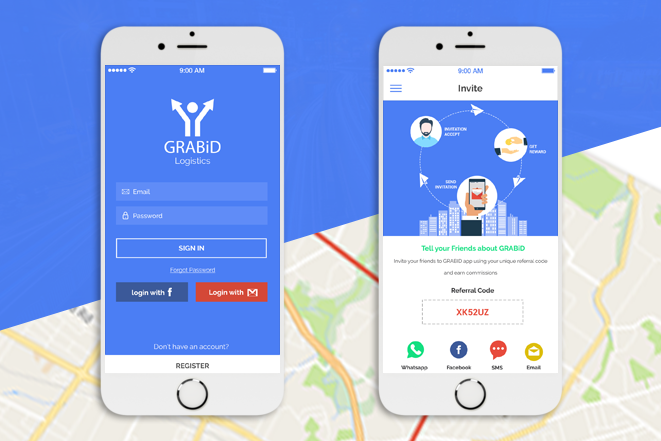 9:00 AM
GRABiD
Logistics
Email
Password
SIGN IN
Forgot Password
login with f
Login with M
Don't have an account?
REGISTER
9:00 AM
Invite
INVITATION
ACCEPT
GET
REWARD
SEND
INVITATION
Tell your Friends about GRABiD
Invite your friends to GRABiD app using your unique referral code
and earn commissions
Referral Code
XK52UZ
Whatsapp
Facebook
SMS
Email